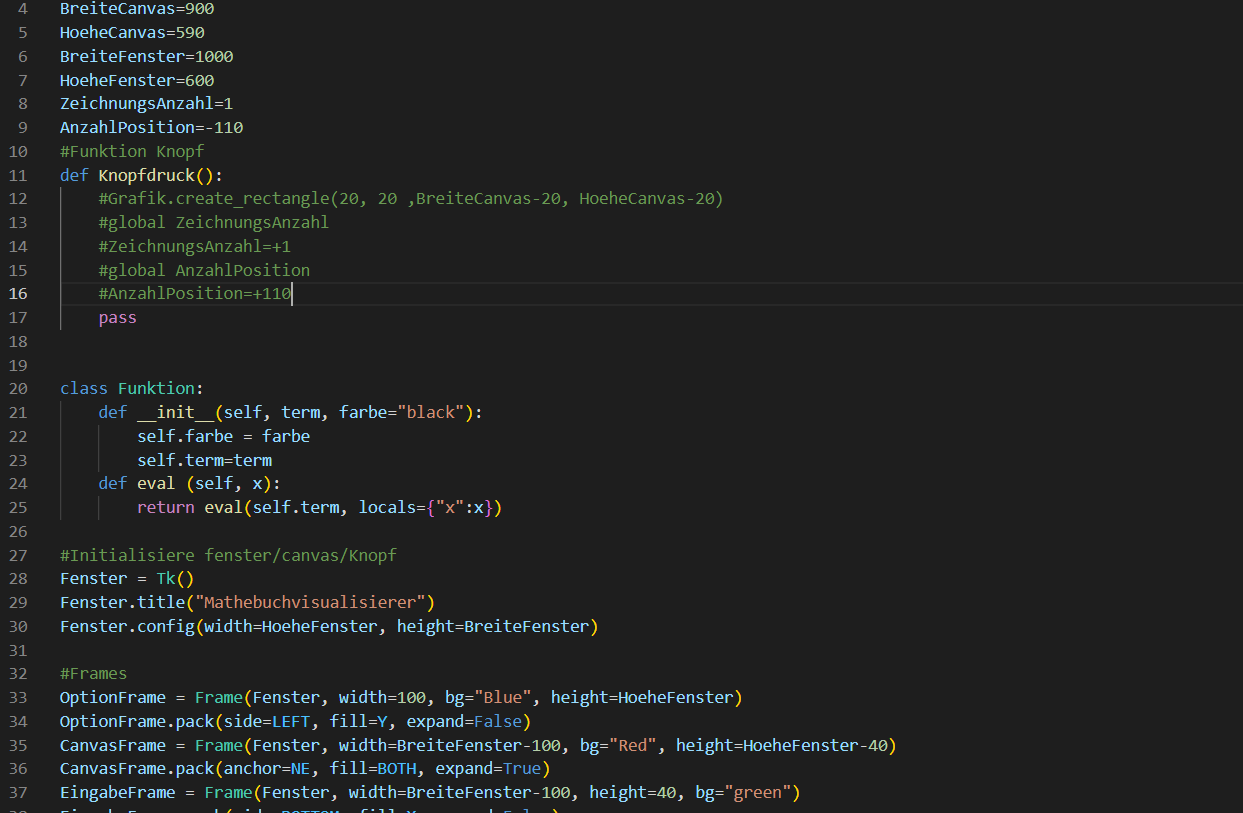 4 BreiteCanvas=900
5 HoeheCanvas=590
6 BreiteFenster=1000
7 HoeheFenster=600
8 ZeichnungsAnzahl=1
9 AnzahlPosition=-110
10 #Funktion Knopf
11 def Knopfdruck():
12     #Grafik.create_rectangle(20, 20 ,BreiteCanvas-20, HoeheCanvas-20)
13     #global ZeichnungsAnzahl
14     #ZeichnungsAnzahl=+1
15     #global AnzahlPosition
16     #AnzahlPosition=+110
17     pass
18
19
20 class Funktion:
21     def __init__(self, term, farbe="black"):
22         self.farbe = farbe
23         self.term=term
24     def eval (self, x):
25         return eval(self.term, locals={"x":x})
26
27 #Initialisiere fenster/canvas/Knopf
28 Fenster = Tk()
29 Fenster.title("Mathebuchvisualisierer")
30 Fenster.config(width=HoeheFenster, height=BreiteFenster)
31
32 #Frames
33 OptionFrame = Frame(Fenster, width=100, bg="Blue", height=HoeheFenster)
34 OptionFrame.pack(side=LEFT, fill=Y, expand=False)
35 CanvasFrame = Frame(Fenster, width=BreiteFenster-100, bg="Red", height=HoeheFenster-40)
36 CanvasFrame.pack(anchor=NE, fill=BOTH, expand=True)
37 EingabeFrame = Frame(Fenster, width=BreiteFenster-100, height=40, bg="green")